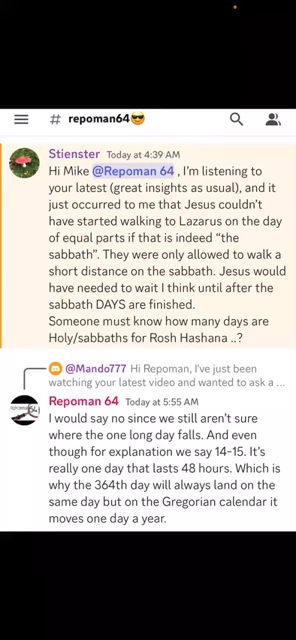 # repoman64😎
Stienster Today at 4:39 AM
Hi Mike @Repoman 64 , I'm listening to
your latest (great insights as usual), and it
just occurred to me that Jesus couldn't
have started walking to Lazarus on the day
of equal parts if that is indeed "the
sabbath". They were only allowed to walk a
short distance on the sabbath. Jesus would
have needed to wait I think until after the
sabbath DAYS are finished.
Someone must know how many days are
Holy/sabbaths for Rosh Hashana ..?
@Mando777 Hi Repoman, I've just been
watching your latest video and wanted to ask a ...
Repoman 64 Today at 5:55 AM
I would say no since we still aren't sure
where the one long day falls. And even
though for explanation we say 14-15. It's
really one day that lasts 48 hours. Which is
why the 364th day will always land on the
same day but on the Gregorian calendar it
moves one day a year.